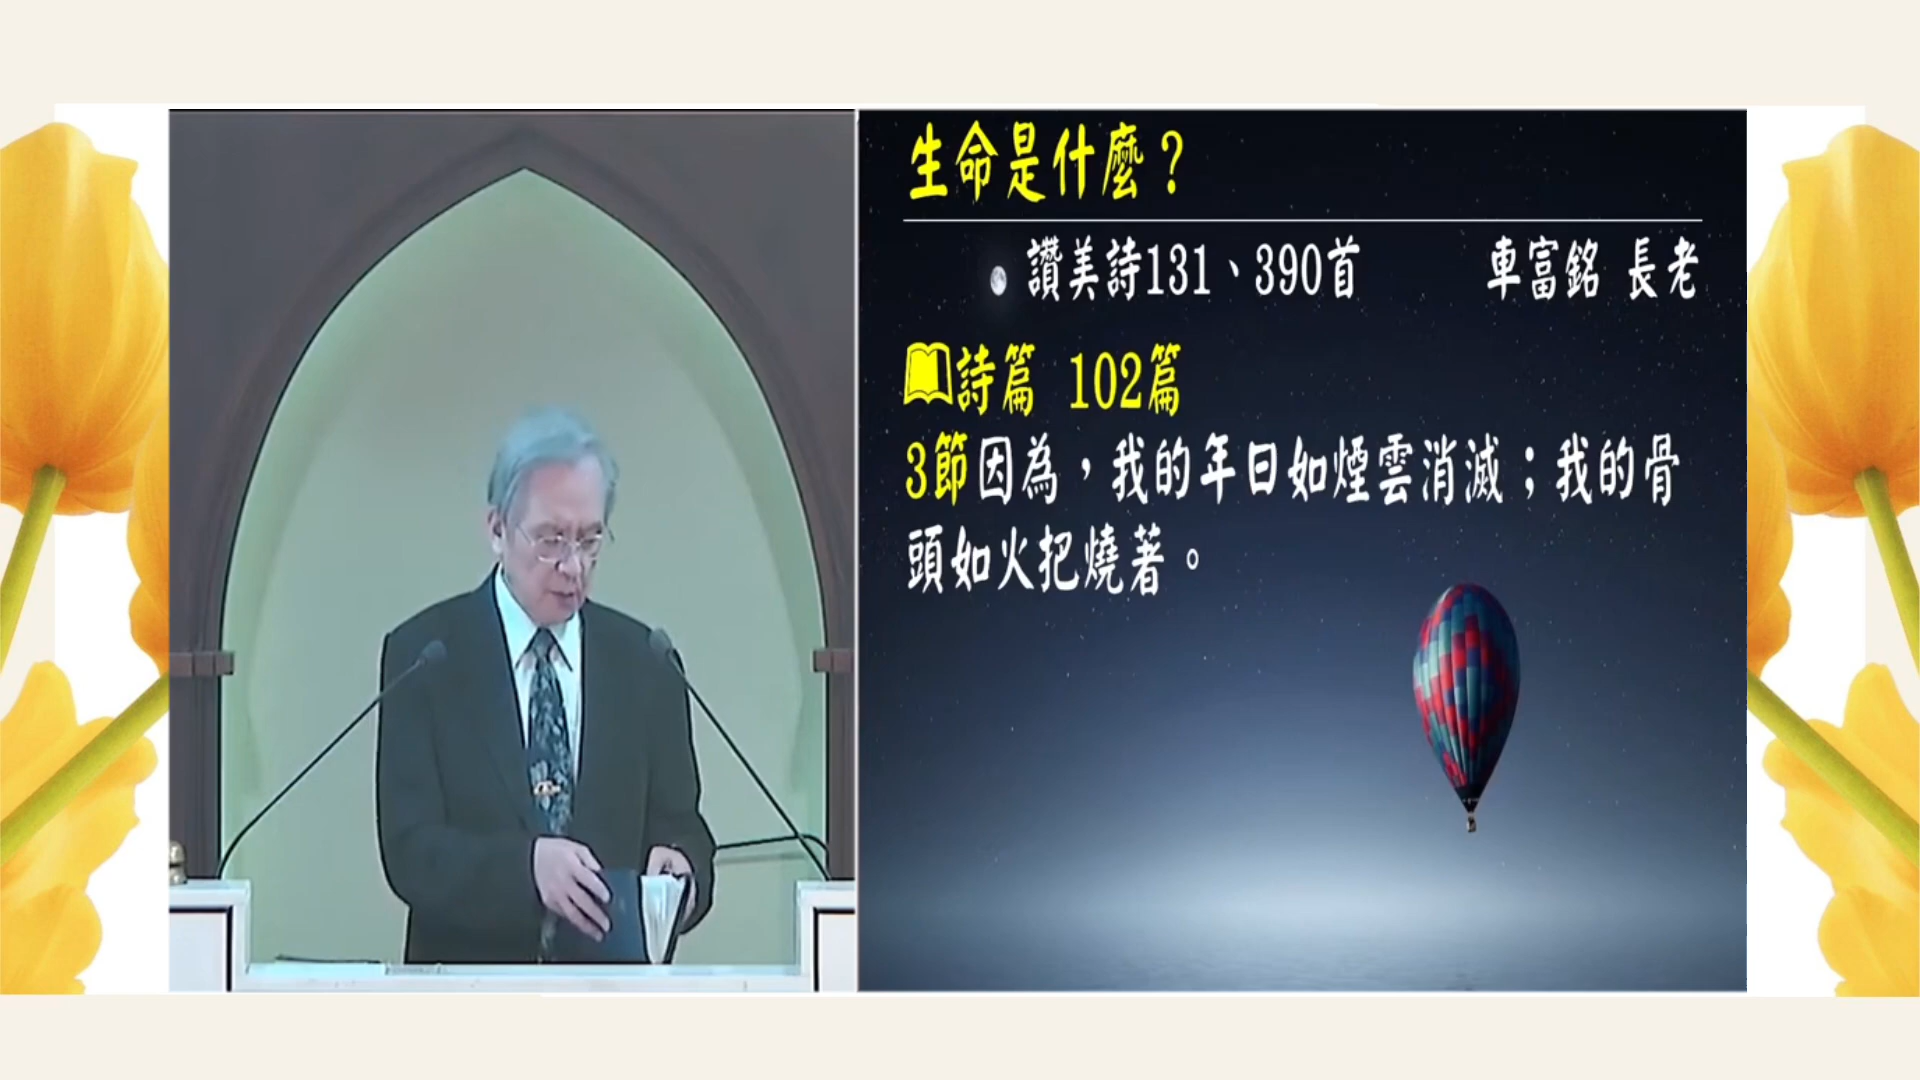 生命是什麼？
讚美詩131、390首 車富銘 長老
詩篇 102篇
3節因為，我的年日如煙雲消滅；我的骨
頭如火把燒著。